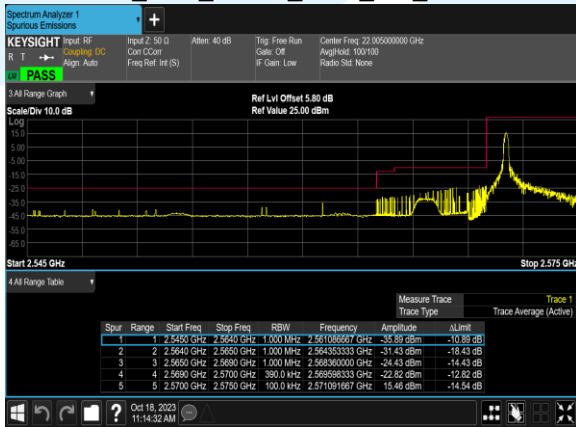 Spectrum Analyzer 1
Spurious Emissions
KEYSIGHT Input: RF Input Z: 50 Ω Atten: 40 dB Trig: Free Run Center Freq: 22.005000000 GHz
R T Coupling: DC Corr CCorr Gate: Off Avg|Hold: 100/100
Align: Auto Freq Ref: Int (S) IF Gain: Low Radio Std: None
PASS
3 All Range Graph
Ref Lvl Offset 5.80 dB
Scale/Div 10.0 dB Ref Value 25.00 dBm
Log
15.0
5.00
-5.00
-15.0
-25.0
-35.0
-45.0
-55.0
-65.0
Start 2.545 GHz Stop 2.575 GHz
4 All Range Table
Measure Trace Trace 1
Trace Type Trace Average (Active)
Spur Range Start Freq Stop Freq RBW Frequency Amplitude ΔLimit
1 1 2.5450 GHz 2.5640 GHz 1.000 MHz 2.561086667 GHz -35.89 dBm -10.89 dB
2 2 2.5640 GHz 2.5650 GHz 1.000 MHz 2.564353333 GHz -31.43 dBm -18.43 dB
3 3 2.5650 GHz 2.5690 GHz 1.000 MHz 2.568360000 GHz -24.43 dBm -14.43 dB
4 4 2.5690 GHz 2.5700 GHz 390.0 kHz 2.569598333 GHz -22.82 dBm -12.82 dB
5 5 2.5700 GHz 2.5750 GHz 100.0 kHz 2.571091667 GHz 15.46 dBm -14.54 dB
Oct 18, 2023
11:14:32 AM